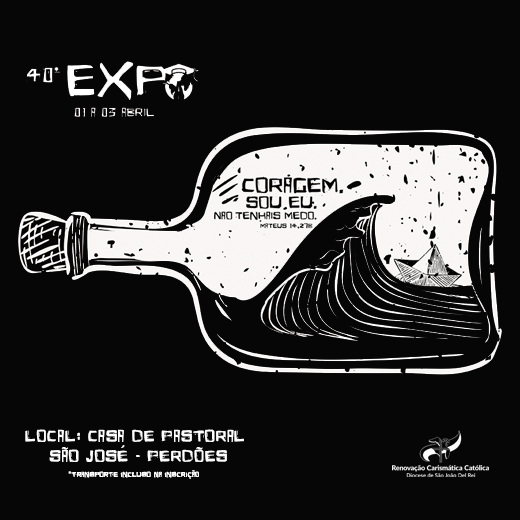 40ª EXPO
01 A 03 ABRIL
CORAGEM,
SOU EU.
NÃO TENHAIS MEDO.
MATEUS 14,27B
LOCAL: CASA DE PASTORAL
SÃO JOSÉ - PERDÕES
*TRANSPORTE INCLUSO NA INSCRIÇÃO
Renovação Carismática Católica
Diocese de São João Del Rei